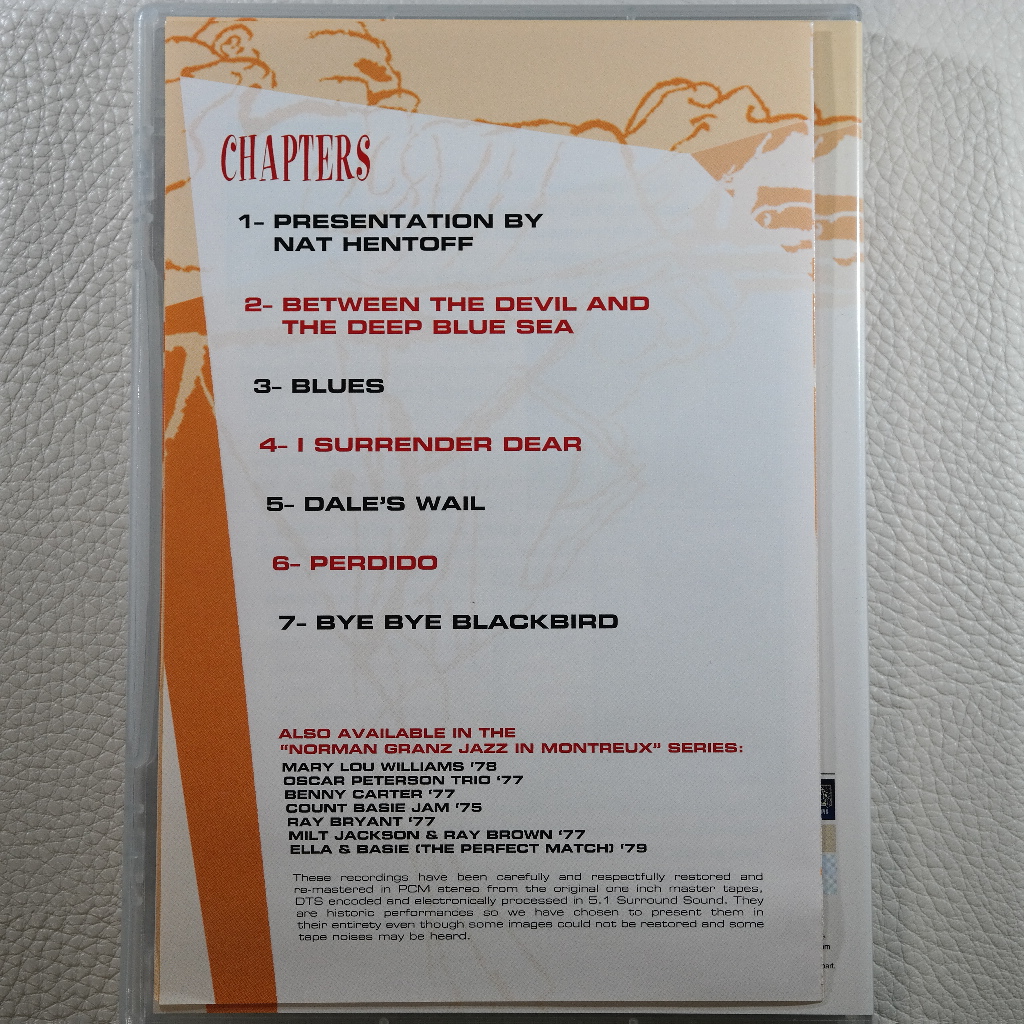 CHAPTERS
1- PRESENTATION BY
NAT HENTOFF
2- BETWEEN THE DEVIL AND
THE DEEP BLUE SEA
3- BLUES
4- I SURRENDER DEAR
5- DALE'S WAIL
6- PERDIDO
7- BYE BYE BLACKBIRD
ALSO AVAILABLE IN THE
"NORMAN GRANZ JAZZ IN MONTREUX" SERIES:
MARY LOU WILLIAMS '78
OSCAR PETERSON TRIO '77
BENNY CARTER '77
COUNT BASIE JAM '75
RAY BRYANT '77
MILT JACKSON & RAY BROWN '77
ELLA & BASIE (THE PERFECT MATCH) '79
These recordings have been carefully and respectfully restored and
re-mastered in PCM stereo from the original one inch master tapes,
DTS encoded and electronically processed in 5.1 Surround Sound. They
are historic performances so we have chosen to present them in
their entirety even though some images could not be restored and some
tape noises may be heard.